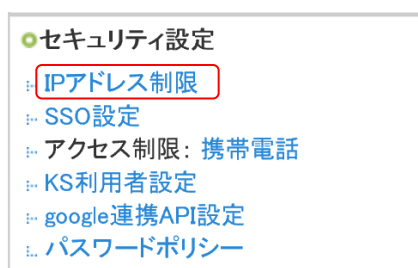 セキュリティ設定
IPアドレス制限
SSO設定
アクセス制限: 携帯電話
KS利用者設定
google連携API設定
パスワードポリシー